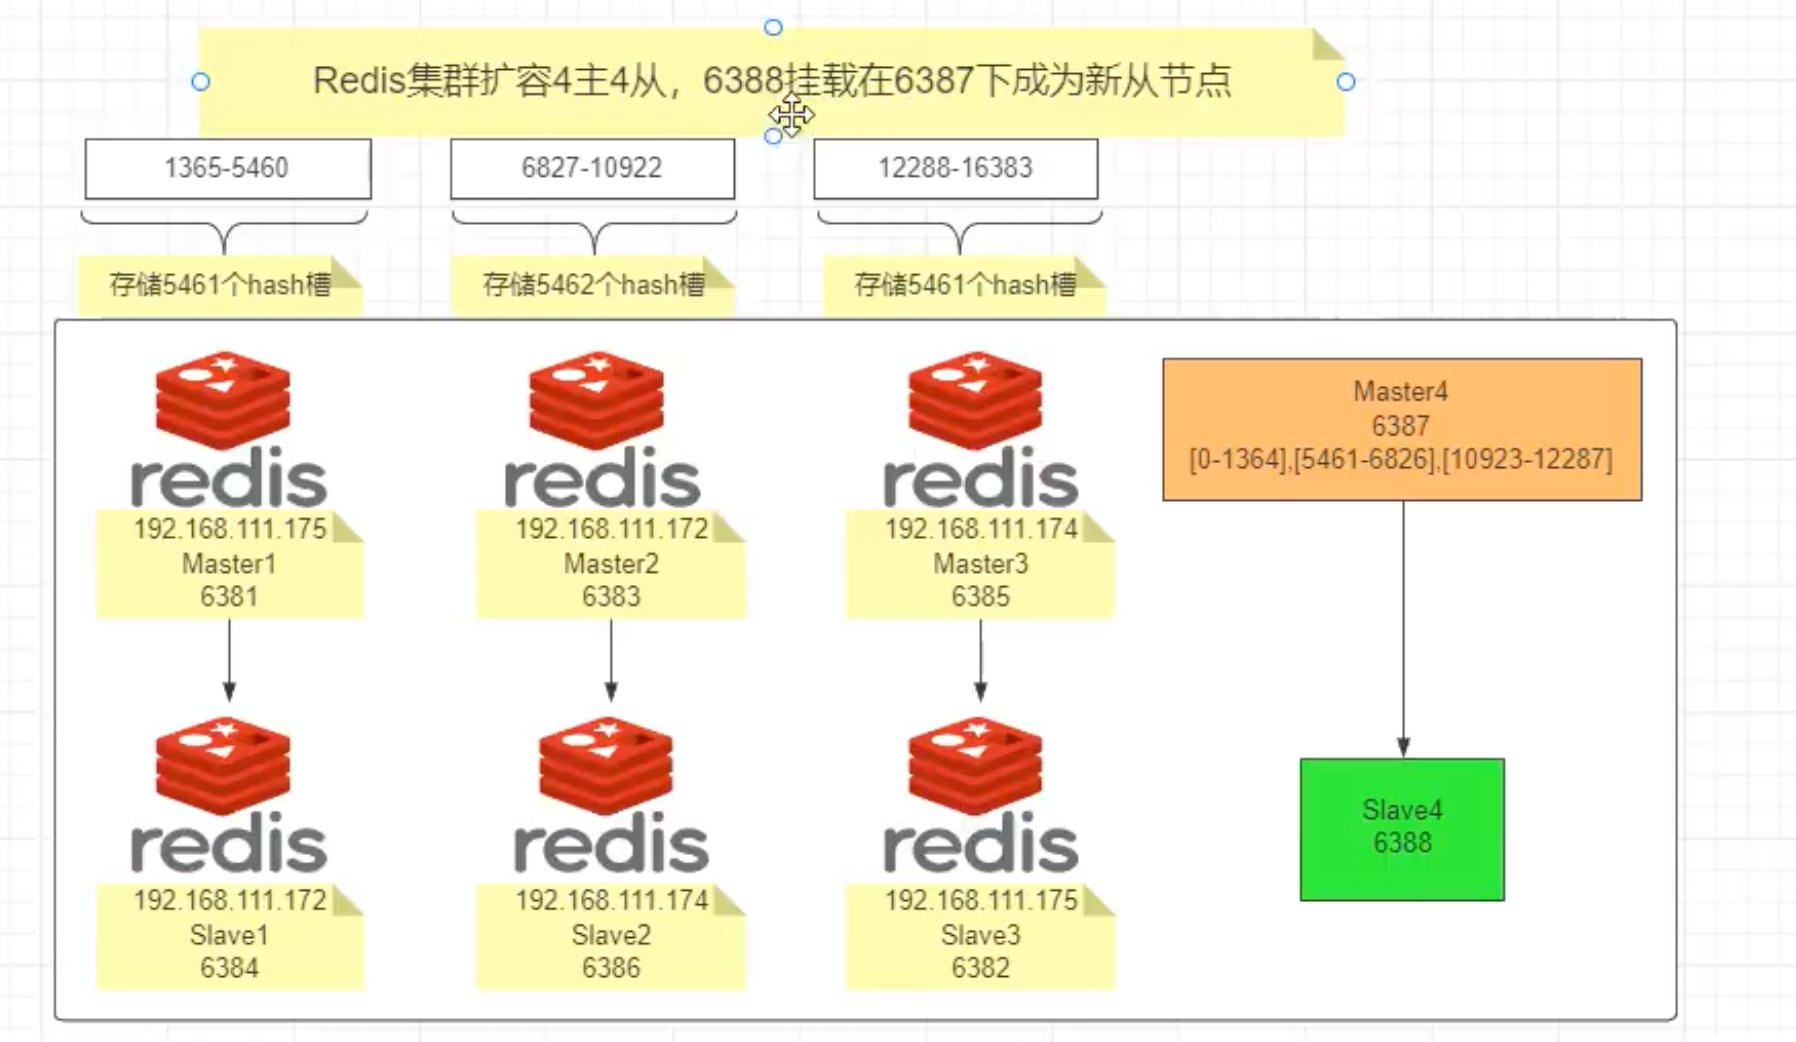 Redis集群扩容4主4从，6388挂载在6387下成为新从节点
1365-5460
6827-10922
12288-16383
存储5461个hash槽
存储5462个hash槽
存储5461个hash槽
redis
192.168.111.175
Master1
6381
redis
192.168.111.172
Master2
6383
redis
192.168.111.174
Master3
6385
Master4
6387
[0-1364],[5461-6826],[10923-12287]
redis
192.168.111.172
Slave1
6384
redis
192.168.111.174
Slave2
6386
redis
192.168.111.175
Slave3
6382
Slave4
6388